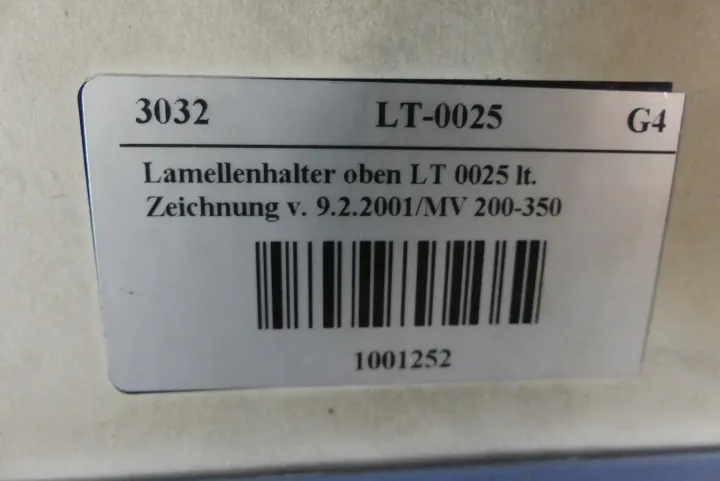 3032 LT-0025 G4
Lamellenhalter oben LT 0025 lt.
Zeichnung v. 9.2.2001/MV 200-350
1001252